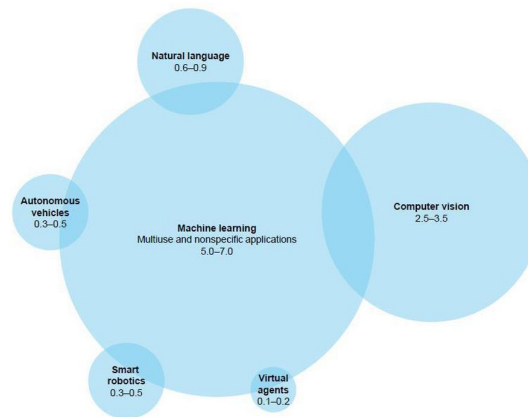 Natural language
0.6–0.9
Autonomous
vehicles
0.3–0.5
Machine learning
Multiuse and nonspecific applications
5.0–7.0
Computer vision
2.5–3.5
Smart
robotics
0.3–0.5
Virtual
agents
0.1–0.2